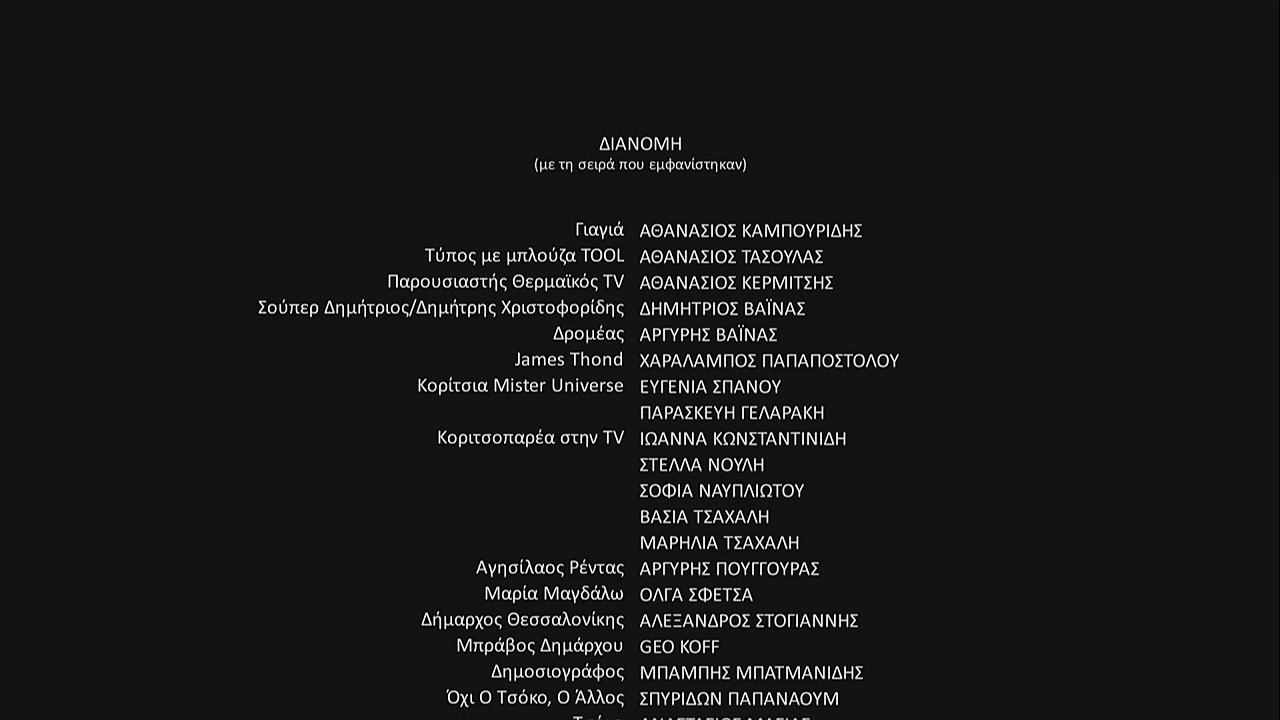 ΔΙΑΝΟΜΗ
(με τη σειρά που εμφανίστηκαν)
Γιαγιά ΑΘΑΝΑΣΙΟΣ ΚΑΜΠΟΥΡΙΔΗΣ
Τύπος με μπλούζα TOOL ΑΘΑΝΑΣΙΟΣ ΤΑΣΟΥΛΑΣ
Παρουσιαστής Θερμαϊκός TV ΑΘΑΝΑΣΙΟΣ ΚΕΡΜΙΤΣΗΣ
Σούπερ Δημήτριος/Δημήτρης Χριστοφορίδης ΔΗΜΗΤΡΙΟΣ ΒΑΪΝΑΣ
Δρομέας ΑΡΓΥΡΗΣ ΒΑΪΝΑΣ
James Thond ΧΑΡΑΛΑΜΠΟΣ ΠΑΠΑΠΟΣΤΟΛΟΥ
Κορίτσια Mister Universe ΕΥΓΕΝΙΑ ΣΠΑΝΟΥ
ΠΑΡΑΣΚΕΥΗ ΓΕΛΑΡΑΚΗ
Κοριτσοπαρέα στην TV ΙΩΑΝΝΑ ΚΩΝΣΤΑΝΤΙΝΙΔΗ
ΣΤΕΛΛΑ ΝΟΥΛΗ
ΣΟΦΙΑ ΝΑΥΠΛΙΩΤΟΥ
ΒΑΣΙΑ ΤΣΑΧΑΛΗ
ΜΑΡΗΛΙΑ ΤΣΑΧΑΛΗ
Αγησίλαος Ρέντας ΑΡΓΥΡΗΣ ΠΟΥΓΓΟΥΡΑΣ
Μαρία Μαγδάλω ΟΛΓΑ ΣΦΕΤΣΑ
Δήμαρχος Θεσσαλονίκης ΑΛΕΞΑΝΔΡΟΣ ΣΤΟΓΙΑΝΝΗΣ
Μπράβος Δημάρχου GEO KOFF
Δημοσιογράφος ΜΠΑΜΠΗΣ ΜΠΑΤΜΑΝΙΔΗΣ
Όχι Ο Τσόκο, Ο Άλλος ΣΠΥΡΙΔΩΝ ΠΑΠΑΝΑΟΥΜ